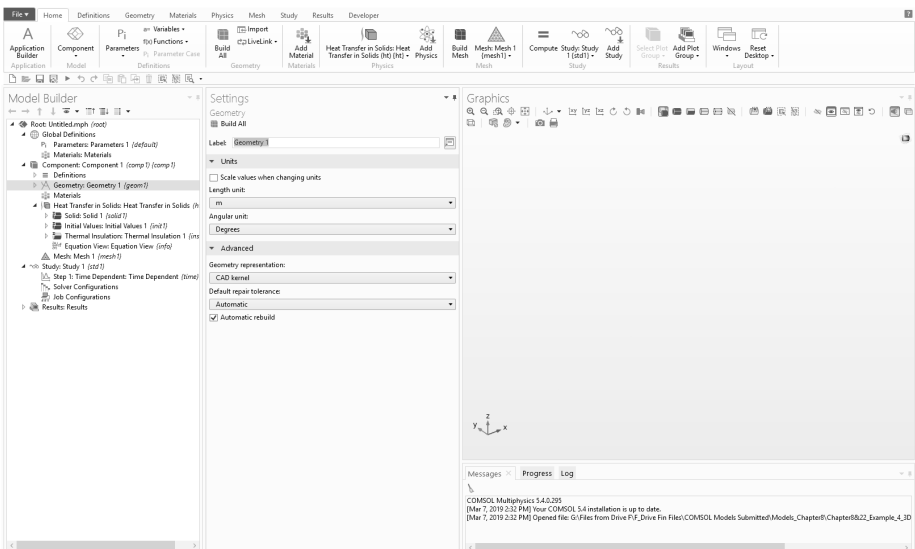 File ▾ Home Definitions Geometry Materials Physics Mesh Study Results Developer
A
Application
Builder
Application
Component
Model
Pi
Parameters
a= Variables
f(x) Functions
Pi Parameter Case
Definitions
Build
All
Import
LiveLink
Geometry
Add
Material
Materials
Heat Transfer in Solids: Heat
Transfer in Solids {ht} {ht}
Add
Physics
Physics
Build
Mesh
Mesh: Mesh 1
{mesh1}
Mesh
Compute
Study: Study
1 {std1}
Add
Study
Study
Select Plot
Group
Add Plot
Group
Results
Windows
Reset
Desktop
Layout
Model Builder
Root: Untitled.mph (root)
Global Definitions
Pi Parameters: Parameters 1 {default}
Materials: Materials
Component: Component 1 (comp1) {comp1}
Definitions
Geometry: Geometry 1 {geom1}
Materials
Heat Transfer in Solids: Heat Transfer in Solids (h
Solid: Solid 1 {solid1}
Initial Values: Initial Values 1 {init1}
Thermal Insulation: Thermal Insulation 1 {ins
Equation View: Equation View {info}
Mesh: Mesh 1 {mesh1}
Study: Study 1 {std1}
Step 1: Time Dependent: Time Dependent {time}
Solver Configurations
Job Configurations
Results: Results
Settings
Geometry
Build All
Label: Geometry 1
Units
Scale values when changing units
Length unit:
m
Angular unit:
Degrees
Advanced
Geometry representation:
CAD kernel
Default repair tolerance:
Automatic
Automatic rebuild
Graphics
z
y
x
Messages Progress Log
COMSOL Multiphysics 5.4.0.295
[Mar 7, 2019 2:32 PM] Your COMSOL 5.4 installation is up to date.
[Mar 7, 2019 2:32 PM] Opened file: G:\Files from Drive F\F_Drive Fin Files\COMSOL Models Submitted\Models_Chapter8\Chapter8&22_Example_4_3D